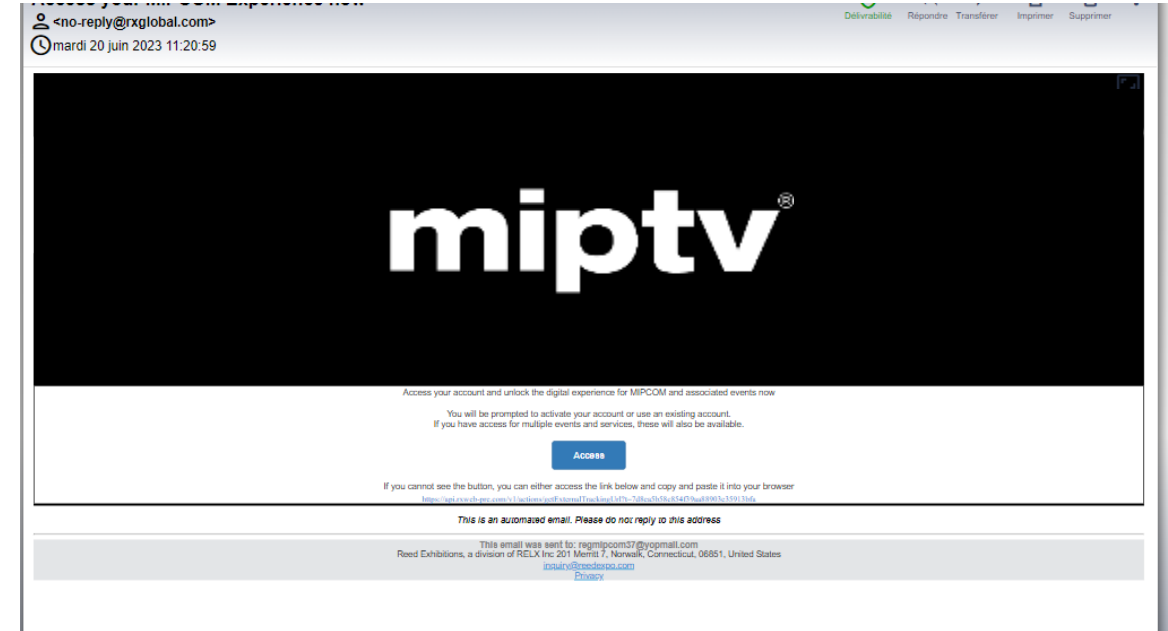 Access your MIPCOM Experience now
<no-reply@rxglobal.com>
mardi 20 juin 2023 11:20:59
Délivrabilité Répondre Transférer Imprimer Supprimer
miptv®
Access your account and unlock the digital experience for MIPCOM and associated events now
You will be prompted to activate your account or use an existing account.
If you have access for multiple events and services, these will also be available.
Access
If you cannot see the button, you can either access the link below and copy and paste it into your browser
This is an automated email. Please do not reply to this address
This email was sent to: regmipcom37@yopmail.com
Reed Exhibitions, a division of RELX Inc 201 Merritt 7, Norwalk, Connecticut, 06851, United States
inquiry@reedexpo.com
Privacy